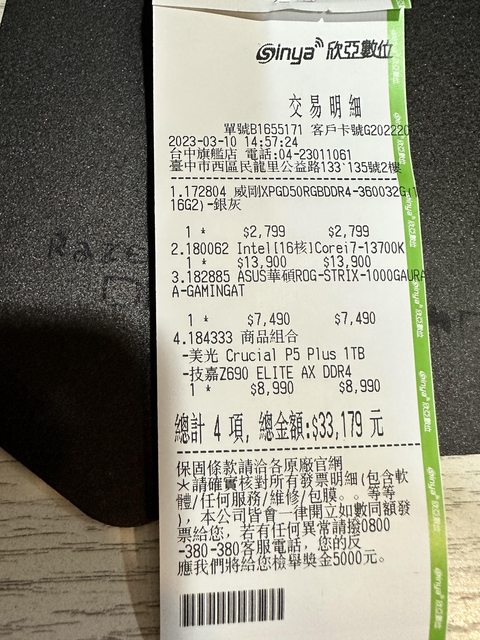 Sinya 欣亞數位
交易明細
單號B1655171 客戶卡號G202220
2023-03-10 14:57:24
台中旗艦店 電話:04-23011061
臺中市西區民龍里公益路133 135號2樓
1.172804 威剛XPGD50RGBDDR4-360032G(1
16G2)-銀灰
1 * $2,799 $2,799
2.180062 Intel[16核]Corei7-13700K
1 * $13,900 $13,900
3.182885 ASUS華碩ROG-STRIX-1000GAURA
A-GAMINGAT
1 * $7,490 $7,490
4.184333 商品組合
-美光 Crucial P5 Plus 1TB
-技嘉Z690 ELITE AX DDR4
1 * $8,990 $8,990
總計 4 項, 總金額:$33,179 元
保固條款請洽各原廠官網
＊請確實核對所有發票明細(包含軟
體/任何服務/維修/包膜。。等等
), 本公司皆會一律開立如數同額發
票給您, 若有任何異常請撥0800
-380-380客服電話, 您的反
應我們將給您檢舉獎金5000元。